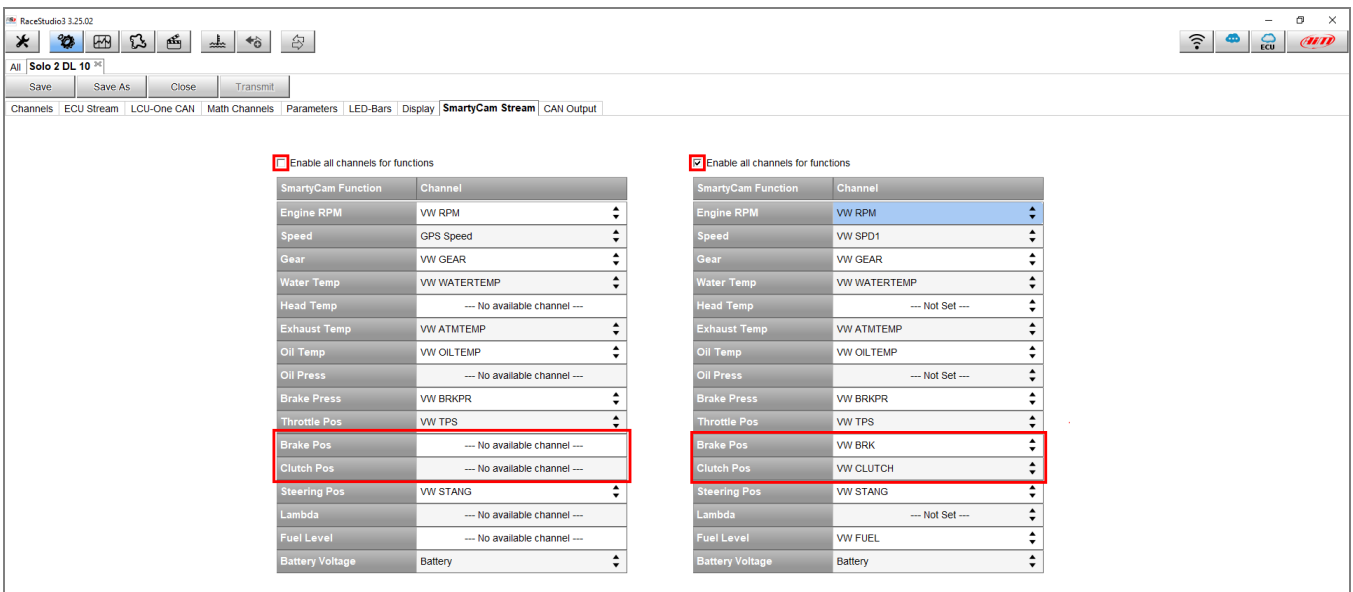 RaceStudio3 3.25.02
ECU
AiM
All Solo 2 DL 10
Save Save As Close Transmit
Channels ECU Stream LCU-One CAN Math Channels Parameters LED-Bars Display SmartyCam Stream CAN Output
Enable all channels for functions
SmartyCam Function Channel
Engine RPM VW RPM
Speed GPS Speed
Gear VW GEAR
Water Temp VW WATERTEMP
Head Temp --- No available channel ---
Exhaust Temp VW ATMTEMP
Oil Temp VW OILTEMP
Oil Press --- No available channel ---
Brake Press VW BRKPR
Throttle Pos VW TPS
Brake Pos --- No available channel ---
Clutch Pos --- No available channel ---
Steering Pos VW STANG
Lambda --- No available channel ---
Fuel Level --- No available channel ---
Battery Voltage Battery
Enable all channels for functions
SmartyCam Function Channel
Engine RPM VW RPM
Speed VW SPD1
Gear VW GEAR
Water Temp VW WATERTEMP
Head Temp --- Not Set ---
Exhaust Temp VW ATMTEMP
Oil Temp VW OILTEMP
Oil Press --- Not Set ---
Brake Press VW BRKPR
Throttle Pos VW TPS
Brake Pos VW BRK
Clutch Pos VW CLUTCH
Steering Pos VW STANG
Lambda --- Not Set ---
Fuel Level VW FUEL
Battery Voltage Battery